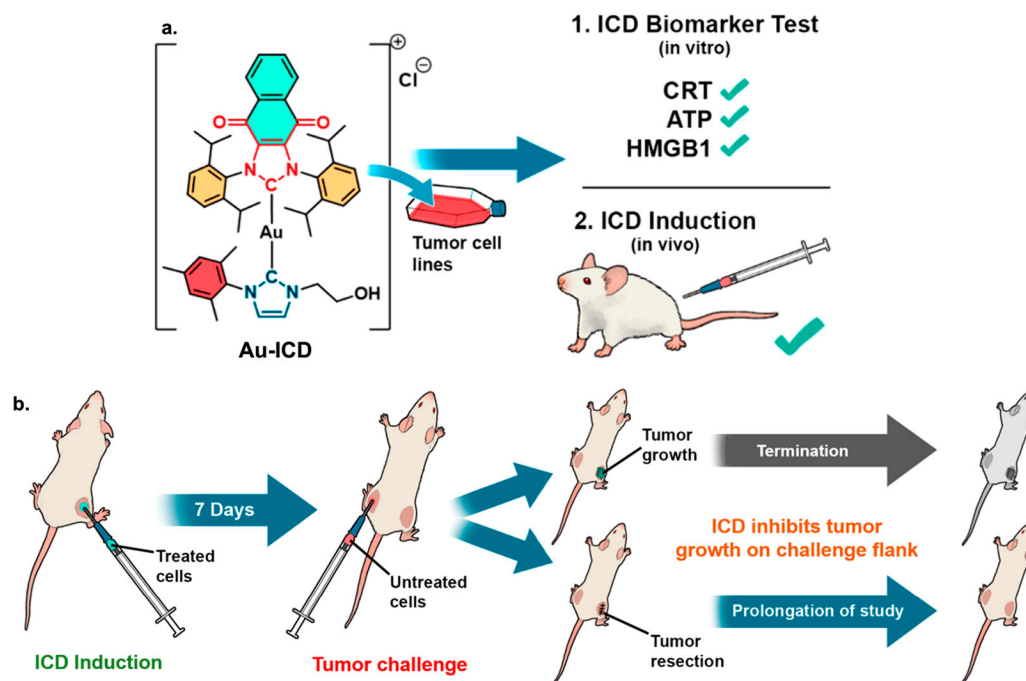 a.
Cl⊖
⊕
O
O
N
N
C
Au
C
N
N
OH
Au-ICD
Tumor cell
lines
1. ICD Biomarker Test
(in vitro)
CRT
ATP
HMGB1
2. ICD Induction
(in vivo)
b.
7 Days
Treated
cells
ICD Induction
Untreated
cells
Tumor challenge
Tumor
growth
Termination
ICD inhibits tumor
growth on challenge flank
Tumor
resection
Prolongation of study